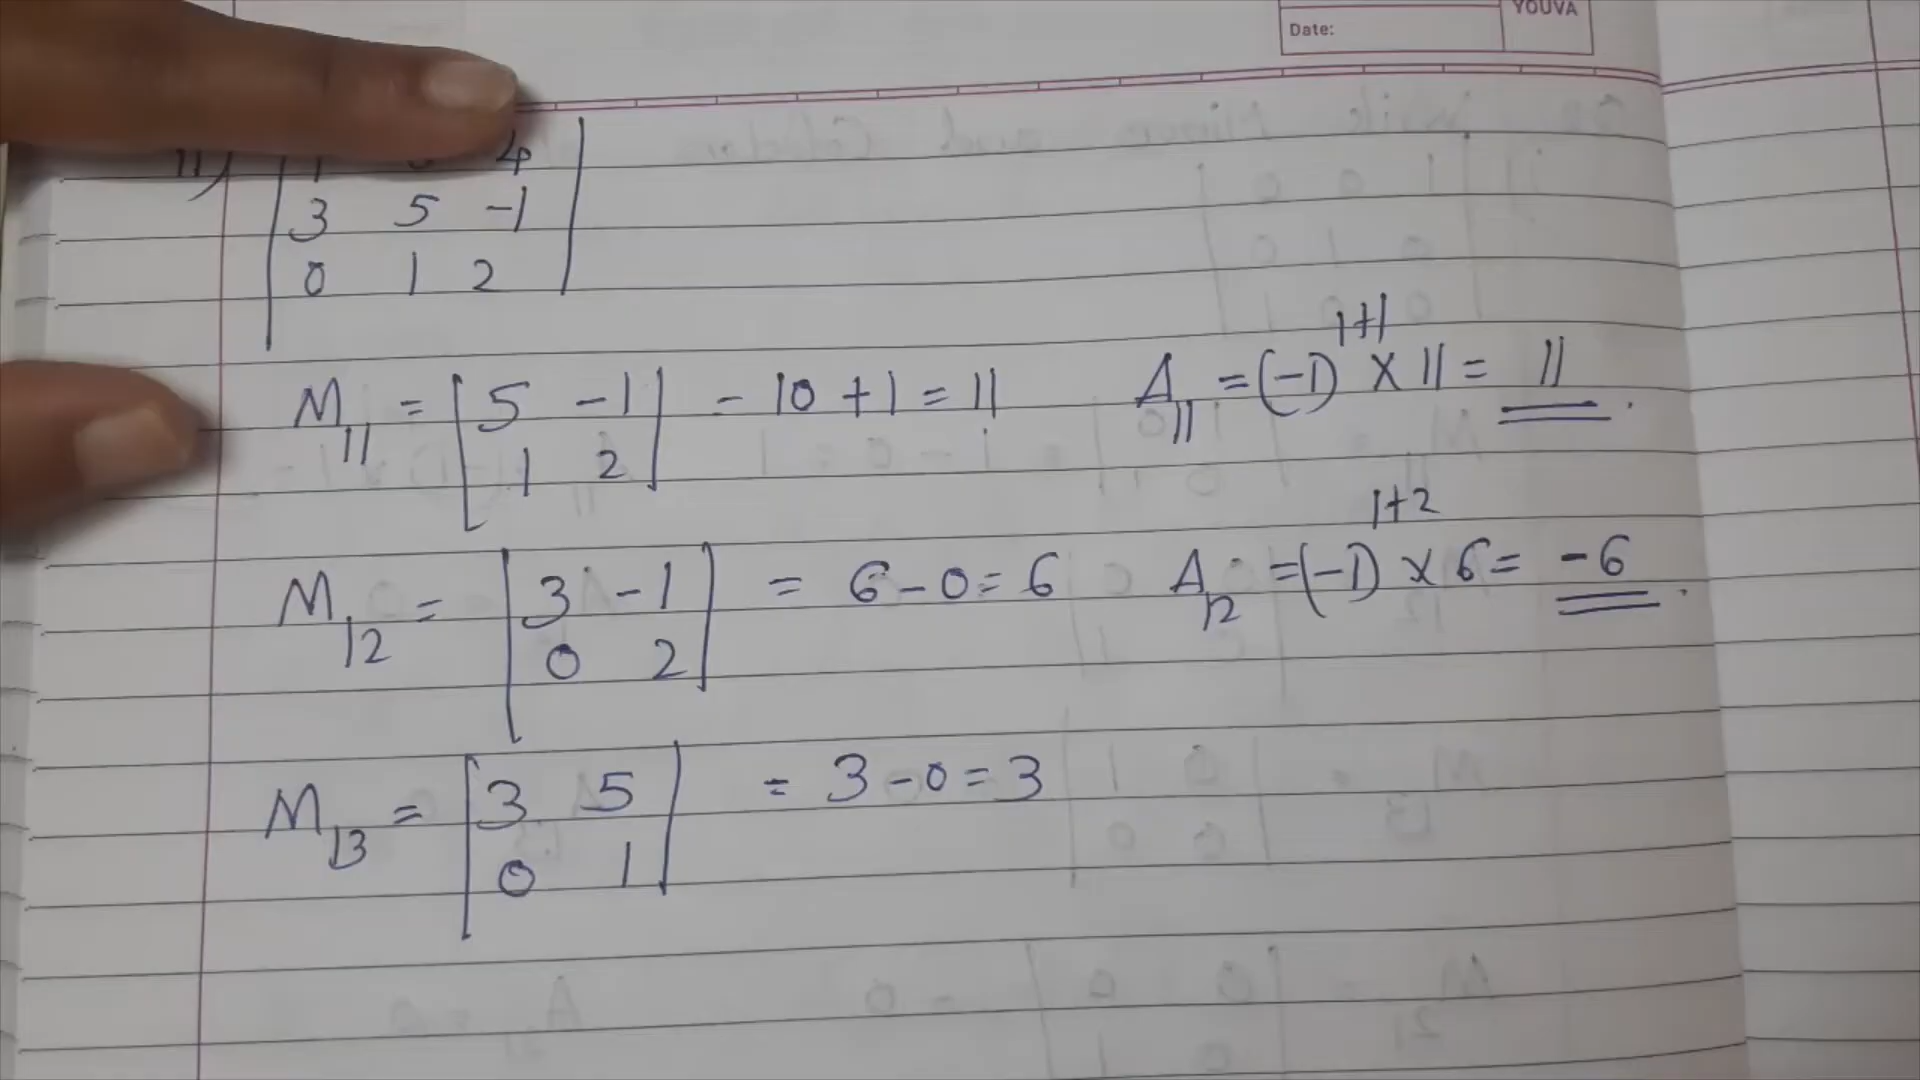 YOUVA
Date:
11) | 1 4 |
3 5 -1
0 1 2
M11 = | 5 -1 | - 10 + 1 = 11 A11 = (-1)^1+1 × 11 = 11.
1 2
M12 = | 3 -1 | = 6 - 0 = 6 A12 = (-1)^1+2 × 6 = -6.
0 2
M13 = | 3 5 | = 3 - 0 = 3
0 1